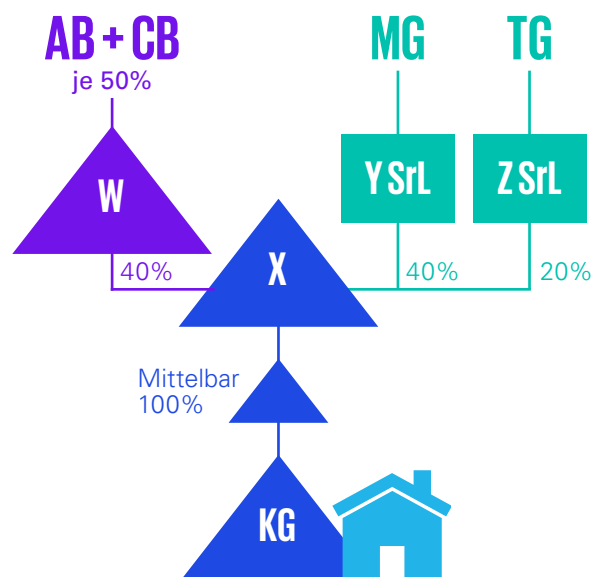 AB + CB
je 50%
MG
TG
W
Y SrL
Z SrL
40%
X
40%
20%
Mittelbar
100%
KG